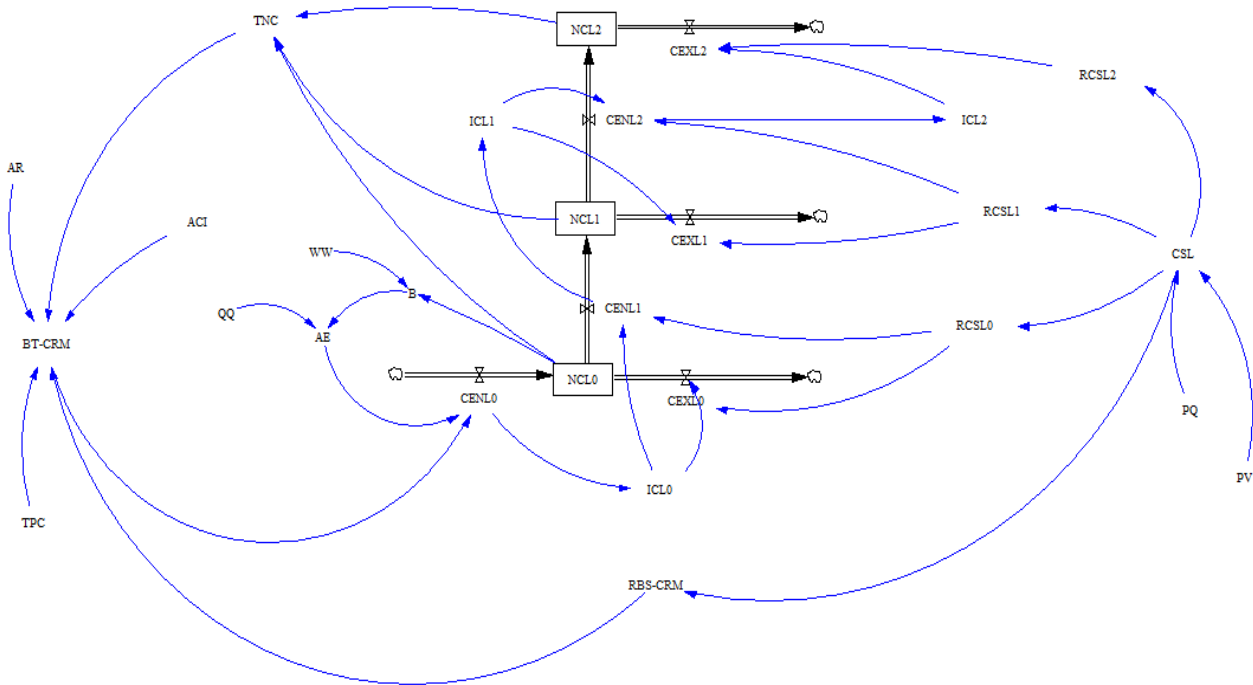 TNC
NCL2
CEXL2
RCSL2
ICL1
CENL2
ICL2
AR
ACI
NCL1
RCSL1
CEXL1
WW
CSL
B
QQ
CENL1
AE
RCSL0
BT-CRM
NCL0
CENL0
CEXL0
PQ
PV
ICL0
TPC
RBS-CRM